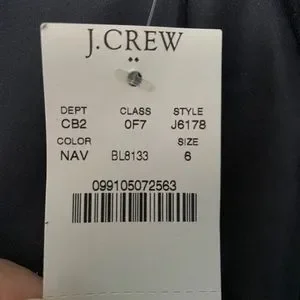 J.CREW
DEPT CLASS STYLE
CB2 0F7 J6178
COLOR SIZE
NAV BL8133 6
099105072563